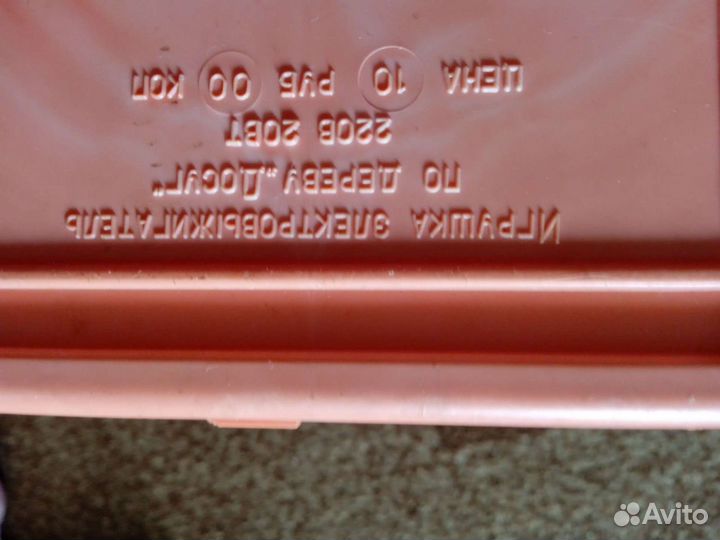 Игрушка электровыжигатель
по дереву „Досуг"
220В 20Вт
цена 10 руб 00 коп
Avito